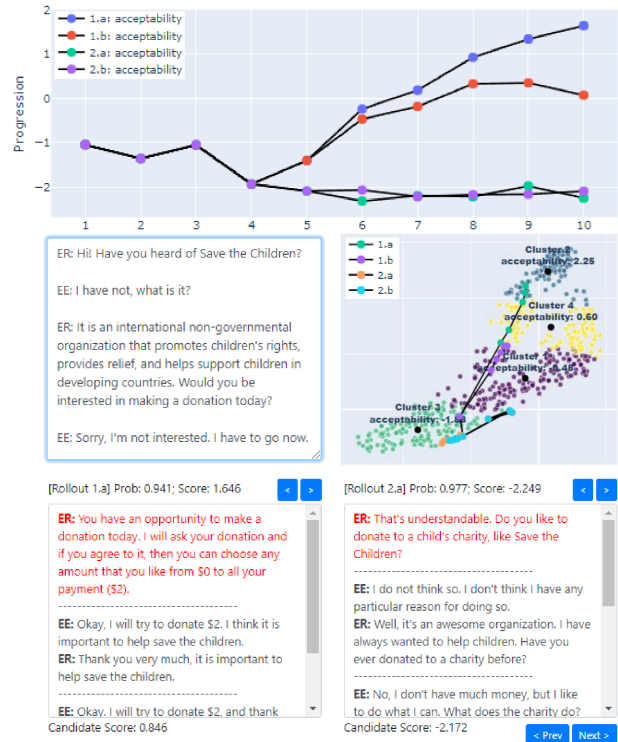 2
1
0
−1
−2
Progression
1.a: acceptability
1.b: acceptability
2.a: acceptability
2.b: acceptability
1 2 3 4 5 6 7 8 9 10
ER: Hi! Have you heard of Save the Children?
EE: I have not, what is it?
ER: It is an international non-governmental
organization that promotes children's rights,
provides relief, and helps support children in
developing countries. Would you be
interested in making a donation today?
EE: Sorry, I'm not interested. I have to go now.
1.a
1.b
2.a
2.b
Cluster 2
acceptability: 2.25
Cluster 4
acceptability: 0.60
Cluster
Cluster 3
acceptability:
[Rollout 1.a] Prob: 0.941; Score: 1.646
< >
ER: You have an opportunity to make a
donation today. I will ask your donation and
if you agree to it, then you can choose any
amount that you like from $0 to all your
payment ($2).
------------------------------------
EE: Okay, I will try to donate $2. I think it is
important to help save the children.
ER: Thank you very much, it is important to
help save the children.
------------------------------------
EE: Okay. I will try to donate $2, and thank
Candidate Score: 0.846
[Rollout 2.a] Prob: 0.977; Score: -2.249
< >
ER: That's understandable. Do you like to
donate to a child's charity, like Save the
Children?
------------------------------------
EE: I do not think so. I don't think I have any
particular reason for doing so.
ER: Well, it's an awesome organization. I have
always wanted to help children. Have you
ever donated to a charity before?
------------------------------------
EE: No, I don't have much money, but I like
to do what I can. What does the charity do?
Candidate Score: -2.172
< Prev Next >